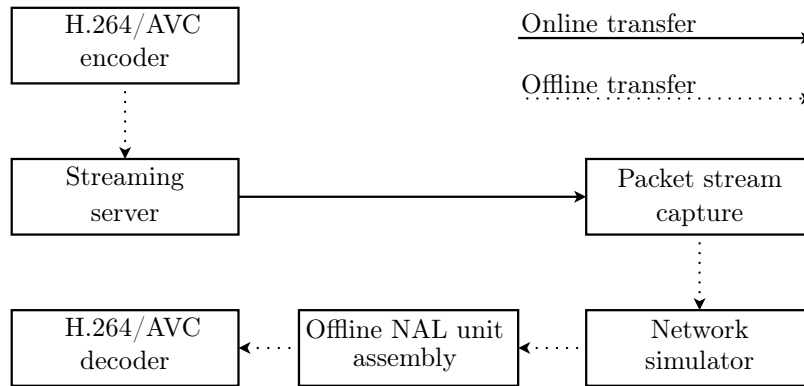 H.264/AVC
encoder
Online transfer
Offline transfer
Streaming
server
Packet stream
capture
H.264/AVC
decoder
Offline NAL unit
assembly
Network
simulator